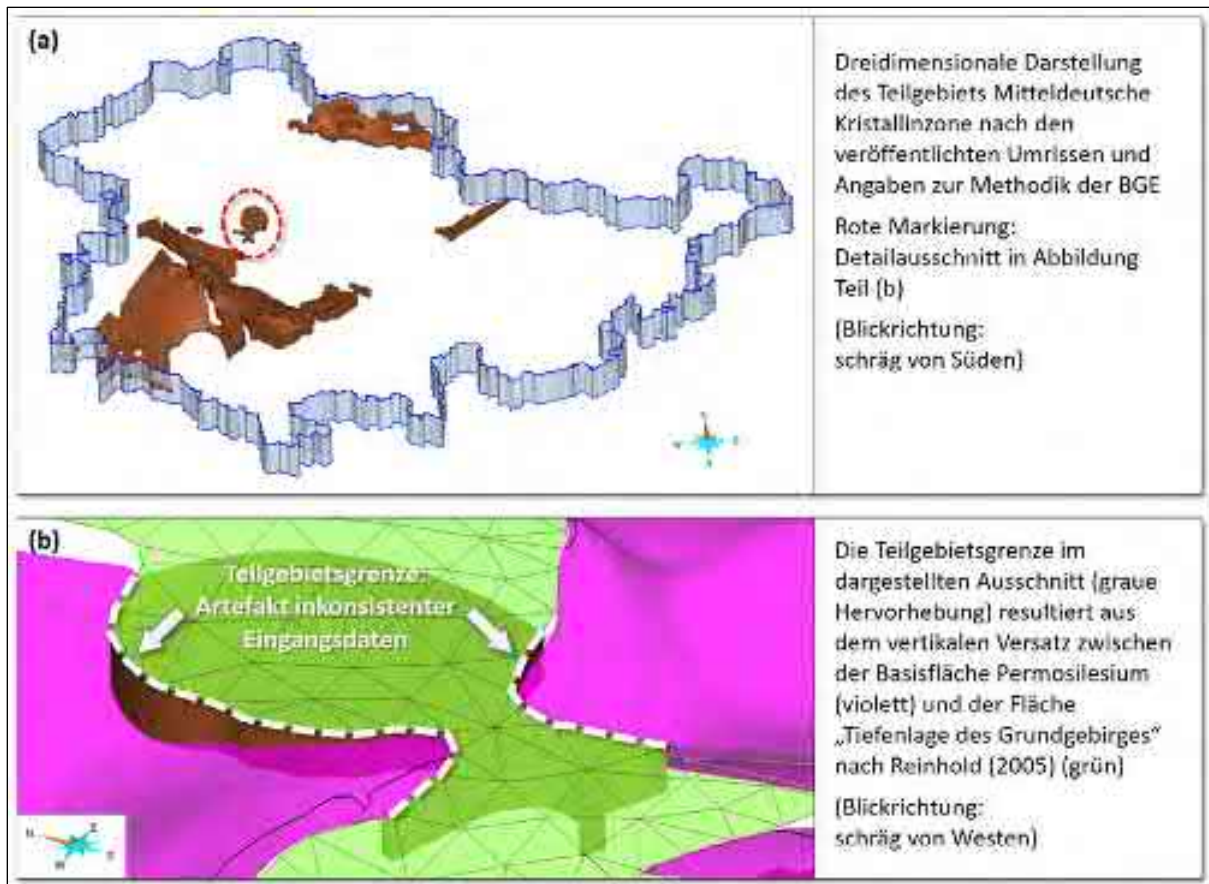 (a)
Dreidimensionale Darstellung
des Teilgebiets Mitteldeutsche
Kristallinzone nach den
veröffentlichten Umrissen und
Angaben zur Methodik der BGE
Rote Markierung:
Detailausschnitt in Abbildung
Teil (b)
(Blickrichtung:
schräg von Süden)
(b)
Teilgebietsgrenze:
Artefakt inkonsistenter
Eingangsdaten
Die Teilgebietsgrenze im
dargestellten Ausschnitt (graue
Hervorhebung) resultiert aus
dem vertikalen Versatz zwischen
der Basisfläche Permosilesium
(violett) und der Fläche
„Tiefenlage des Grundgebirges“
nach Reinhold (2005) (grün)
(Blickrichtung:
schräg von Westen)